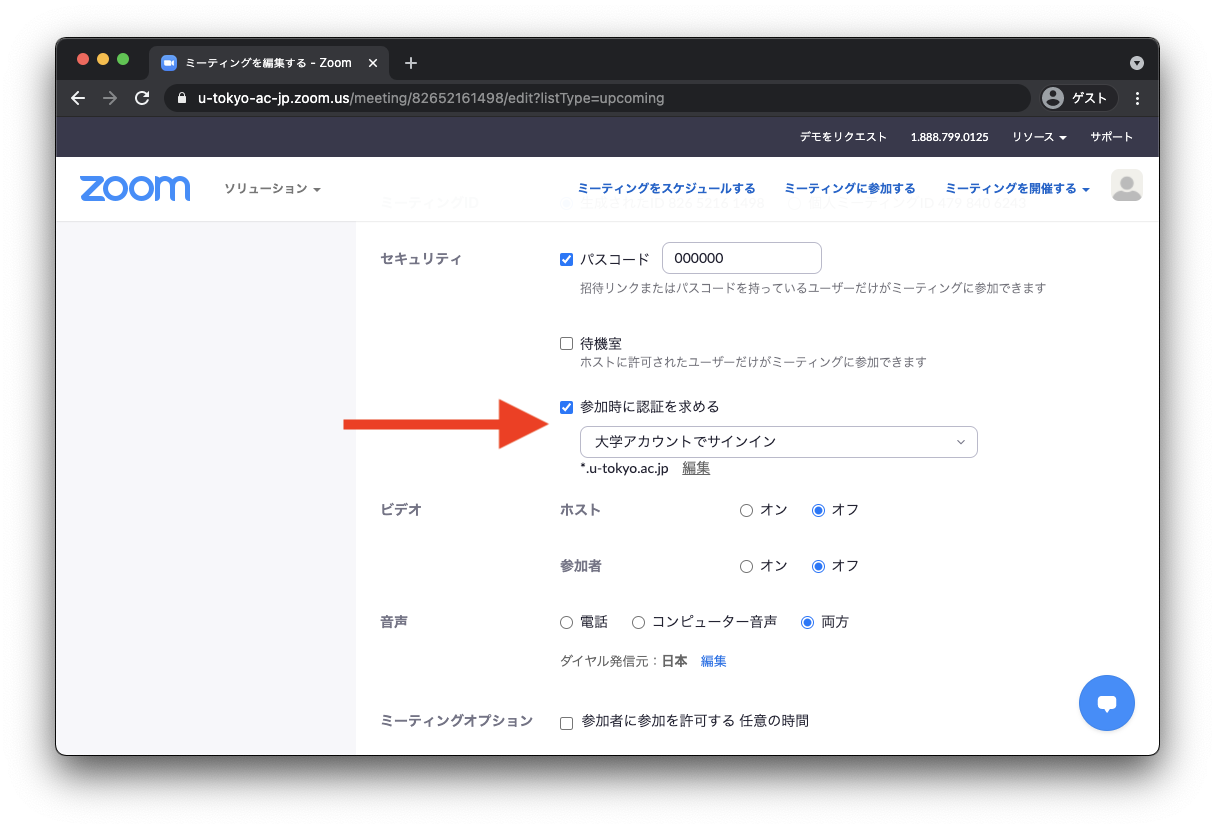 ミーティングを編集する - Zoom
u-tokyo-ac-jp.zoom.us/meeting/82652161498/edit?listType=upcoming
ゲスト
デモをリクエスト 1.888.799.0125 リソース サポート
zoom ソリューション ミーティングをスケジュールする ミーティングに参加する ミーティングを開催する
ミーティングID
セキュリティ パスコード 000000
招待リンクまたはパスコードを持っているユーザーだけがミーティングに参加できます
待機室
ホストに許可されたユーザーだけがミーティングに参加できます
参加時に認証を求める
大学アカウントでサインイン
*.u-tokyo.ac.jp 編集
ビデオ ホスト オン オフ
参加者 オン オフ
音声 電話 コンピューター音声 両方
ダイヤル発信元：日本 編集
ミーティングオプション 参加者に参加を許可する 任意の時間